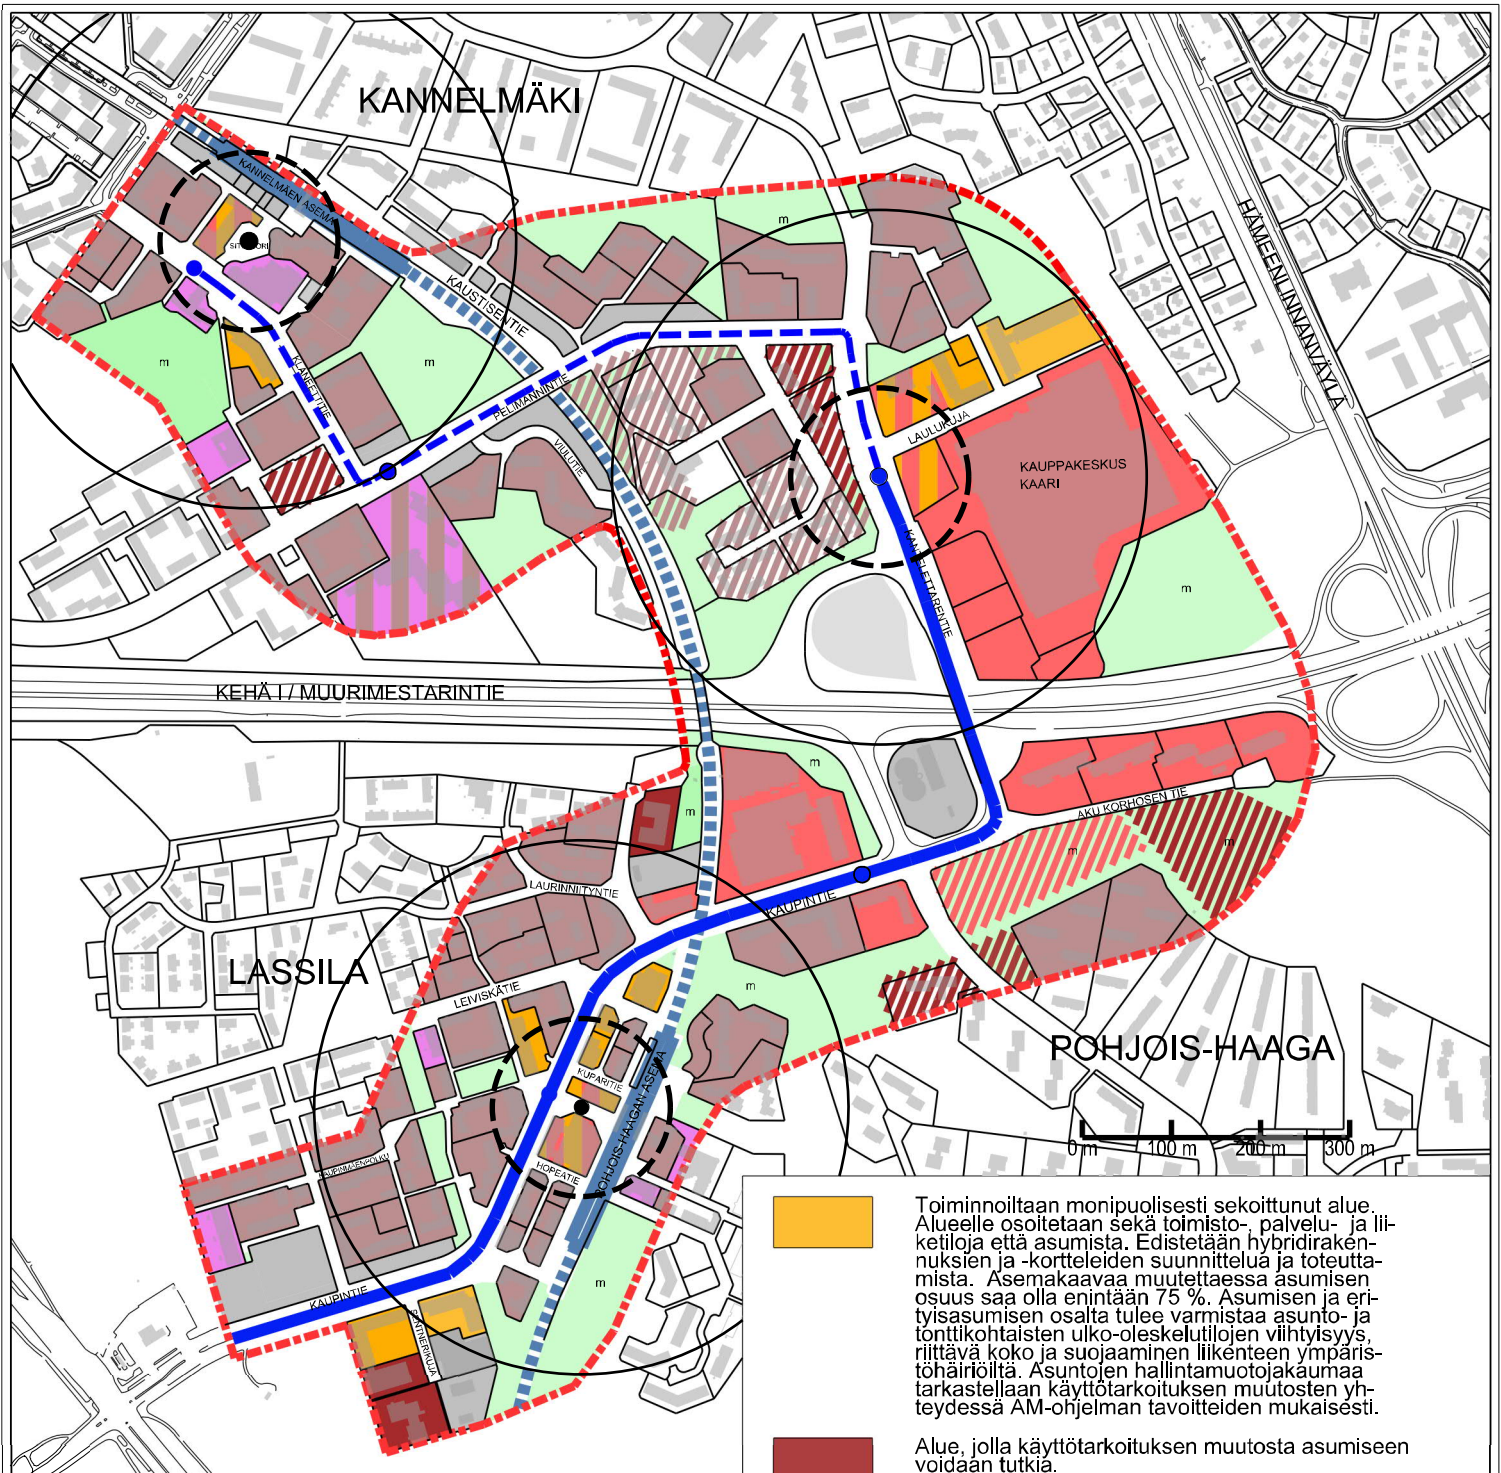 KANNELMÄKI
KANNELMÄEN ASEMA
m
HÄMEENLINNANVÄYLÄ
KAUSTISENTIE
m
m
KLANEETITIE
PELIMANNINTIE
VIULUTIE
LAULUKUJA
KAUPPAKESKUS
KAARI
KANTELETTARENTIE
m
KEHÄ I / MUURIMESTARINTIE
m
m
AKU KORHOSEN TIE
m
m
LAURINNIITYNTIE
KAUPINTIE
LASSILA
LEIVISKÄTIE
m
POHJOIS-HAAGA
KUPARITIE
POHJOIS-HAAGAN ASEMA
0 m
100 m
200 m
300 m
KAUPINMÄENPOLKU
HOPEATIE
m
KAUPINTIE
SENTNERIKUJA
Toiminnoiltaan monipuolisesti sekoittunut alue.
Alueelle osoitetaan sekä toimisto-, palvelu- ja lii-
ketiloja että asumista. Edistetään hybridiraken-
nuksien ja -kortteleiden suunnittelua ja toteutta-
mista. Asemakaavaa muutettaessa asumisen
osuus saa olla enintään 75 %. Asumisen ja eri-
tyisasumisen osalta tulee varmistaa asunto- ja
tonttikohtaisten ulko-oleskelutilojen viihtyisyys,
riittävä koko ja suojaaminen liikenteen ympäris-
töhäiriöiltä. Asuntojen hallintamuotojakaumaa
tarkastellaan käyttötarkoituksen muutosten yh-
teydessä AM-ohjelman tavoitteiden mukaisesti.
Alue, jolla käyttötarkoituksen muutosta asumiseen
voidaan tutkia.